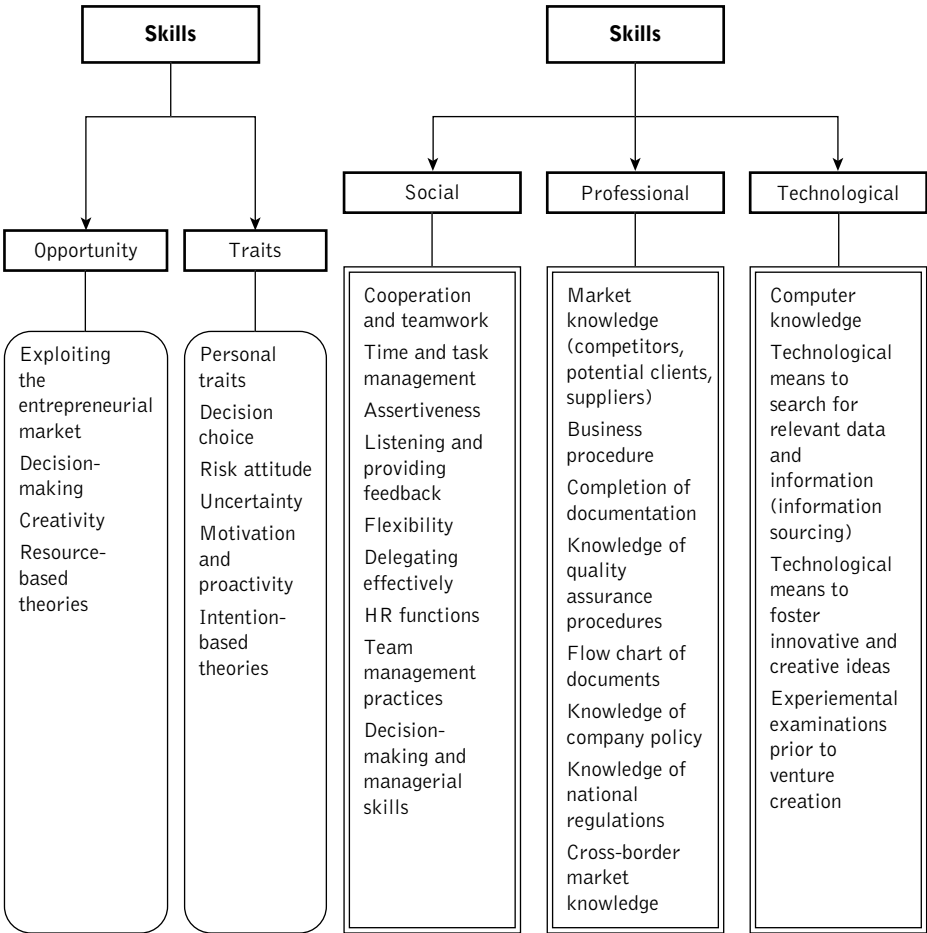 Skills
Opportunity
Exploiting
the
entrepreneurial
market
Decision-
making
Creativity
Resource-
based
theories
Traits
Personal
traits
Decision
choice
Risk attitude
Uncertainty
Motivation
and
proactivity
Intention-
based
theories
Skills
Social
Cooperation
and teamwork
Time and task
management
Assertiveness
Listening and
providing
feedback
Flexibility
Delegating
effectively
HR functions
Team
management
practices
Decision-
making and
managerial
skills
Professional
Market
knowledge
(competitors,
potential clients,
suppliers)
Business
procedure
Completion of
documentation
Knowledge of
quality
assurance
procedures
Flow chart of
documents
Knowledge of
company policy
Knowledge of
national
regulations
Cross-border
market
knowledge
Technological
Computer
knowledge
Technological
means to
search for
relevant data
and
information
(information
sourcing)
Technological
means to
foster
innovative and
creative ideas
Experiemental
examinations
prior to
venture
creation